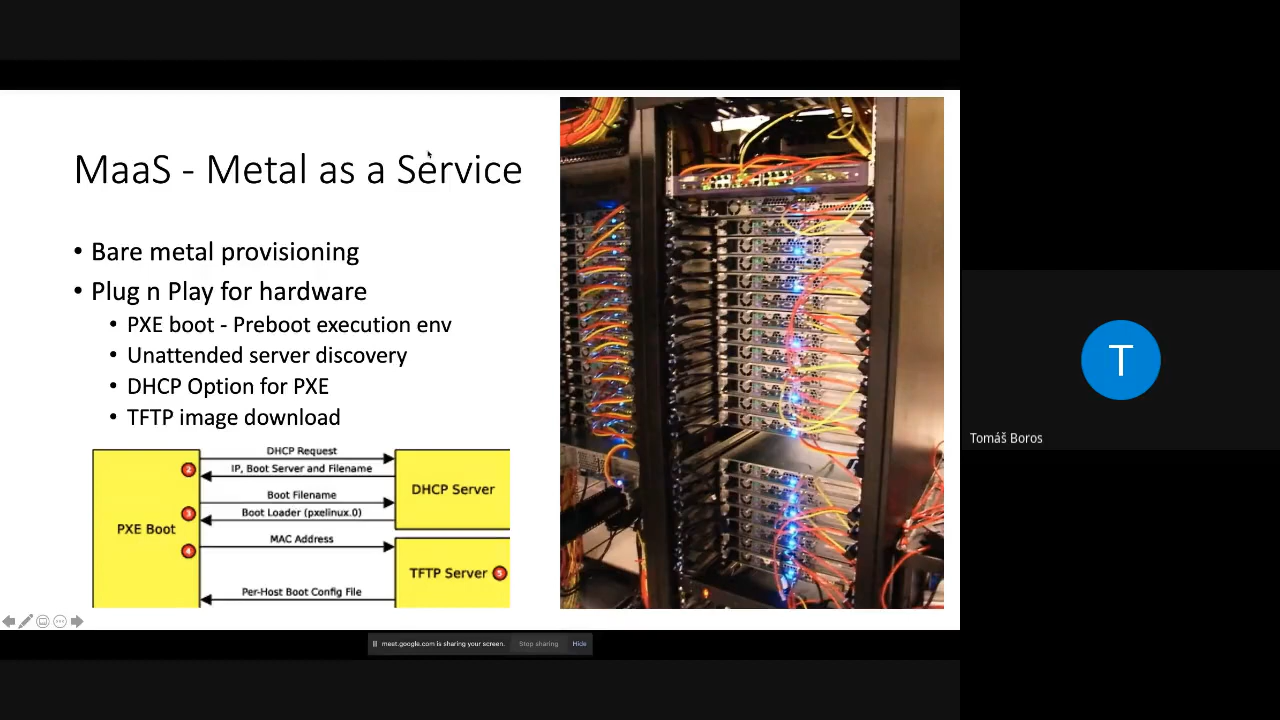 MaaS - Metal as a Service
• Bare metal provisioning
• Plug n Play for hardware
• PXE boot - Preboot execution env
• Unattended server discovery
• DHCP Option for PXE
• TFTP image download
DHCP Request
2
IP, Boot Server and Filename
DHCP Server
Boot Filename
3
Boot Loader (pxelinux.0)
PXE Boot
4
MAC Address
TFTP Server
5
Per-Host Boot Config File
meet.google.com is sharing your screen.
Stop sharing
Hide
T
Tomáš Boros